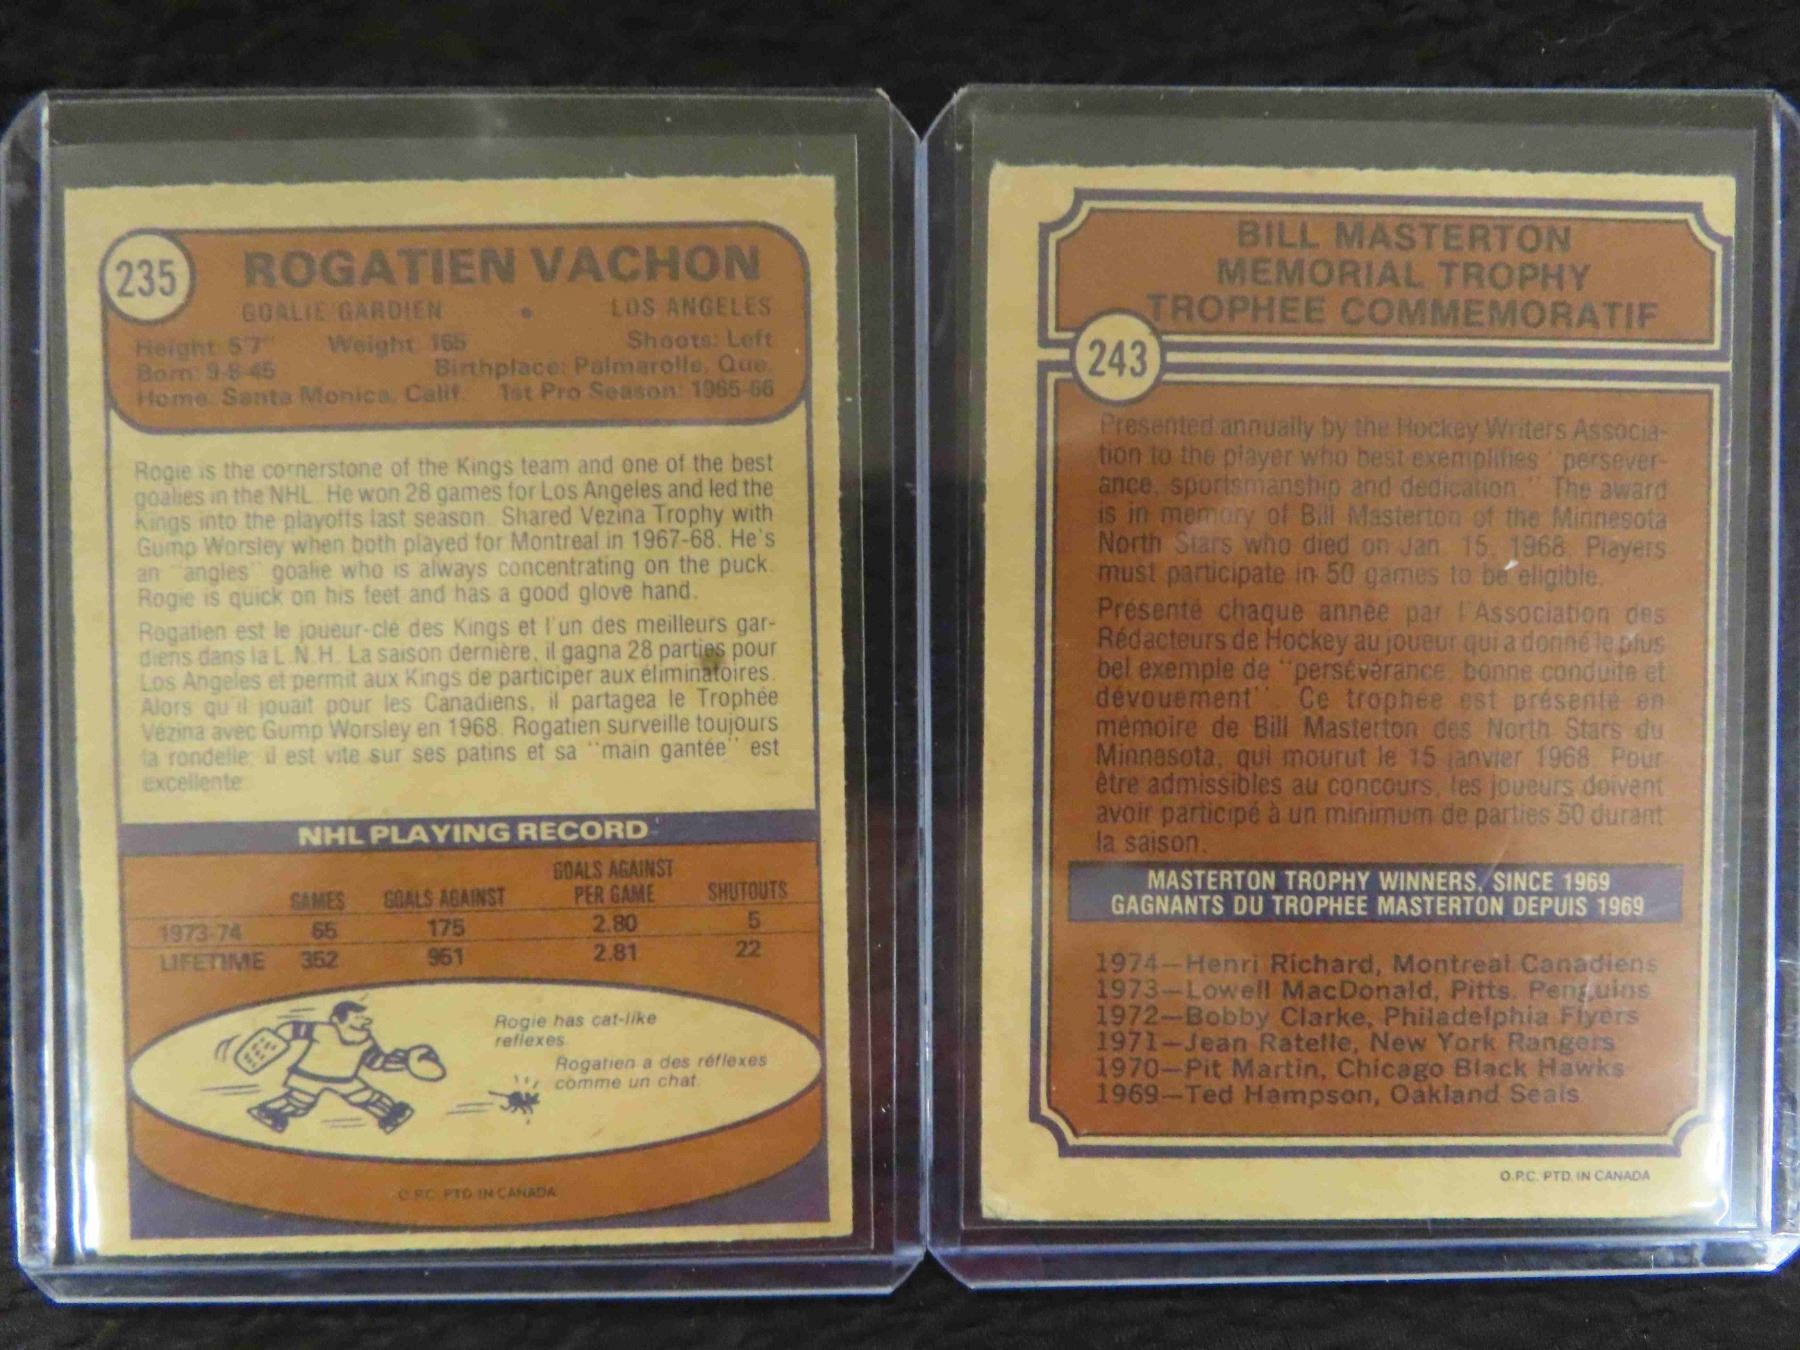 235
ROGATIEN VACHON
GOALIE/GARDIEN • LOS ANGELES
Height: 5'7" Weight: 165 Shoots: Left
Born: 9-8-45 Birthplace: Palmarolle, Que.
Home: Santa Monica, Calif. 1st Pro Season: 1965-66
Rogie is the cornerstone of the Kings team and one of the best
goalies in the NHL. He won 28 games for Los Angeles and led the
Kings into the playoffs last season. Shared Vezina Trophy with
Gump Worsley when both played for Montreal in 1967-68. He's
an "angles" goalie who is always concentrating on the puck.
Rogie is quick on his feet and has a good glove hand.
Rogatien est le joueur-clé des Kings et l'un des meilleurs gar-
diens dans la L.N.H. La saison dernière, il gagna 28 parties pour
Los Angeles et permit aux Kings de participer aux éliminatoires.
Alors qu'il jouait pour les Canadiens, il partagea le Trophée
Vézina avec Gump Worsley en 1968. Rogatien surveille toujours
la rondelle; il est vite sur ses patins et sa "main gantée" est
excellente.
NHL PLAYING RECORD
GAMES GOALS AGAINST GOALS AGAINST PER GAME SHUTOUTS
1973-74 65 175 2.80 5
LIFETIME 352 951 2.81 22
Rogie has cat-like
reflexes.
Rogatien a des réflexes
comme un chat.
O.P.C. PTD. IN CANADA
BILL MASTERTON
MEMORIAL TROPHY
TROPHEE COMMEMORATIF
243
Presented annually by the Hockey Writers Associa-
tion to the player who best exemplifies "persever-
ance, sportsmanship and dedication." The award
is in memory of Bill Masterton of the Minnesota
North Stars who died on Jan. 15, 1968. Players
must participate in 50 games to be eligible.
Présenté chaque année par l'Association des
Rédacteurs de Hockey au joueur qui a donné le plus
bel exemple de "persévérance, bonne conduite et
dévouement". Ce trophée est présenté en
mémoire de Bill Masterton des North Stars du
Minnesota, qui mourut le 15 janvier 1968. Pour
être admissibles au concours, les joueurs doivent
avoir participé à un minimum de parties 50 durant
la saison.
MASTERTON TROPHY WINNERS, SINCE 1969
GAGNANTS DU TROPHEE MASTERTON DEPUIS 1969
1974—Henri Richard, Montreal Canadiens
1973—Lowell MacDonald, Pitts. Penguins
1972—Bobby Clarke, Philadelphia Flyers
1971—Jean Ratelle, New York Rangers
1970—Pit Martin, Chicago Black Hawks
1969—Ted Hampson, Oakland Seals
O.P.C. PTD. IN CANADA